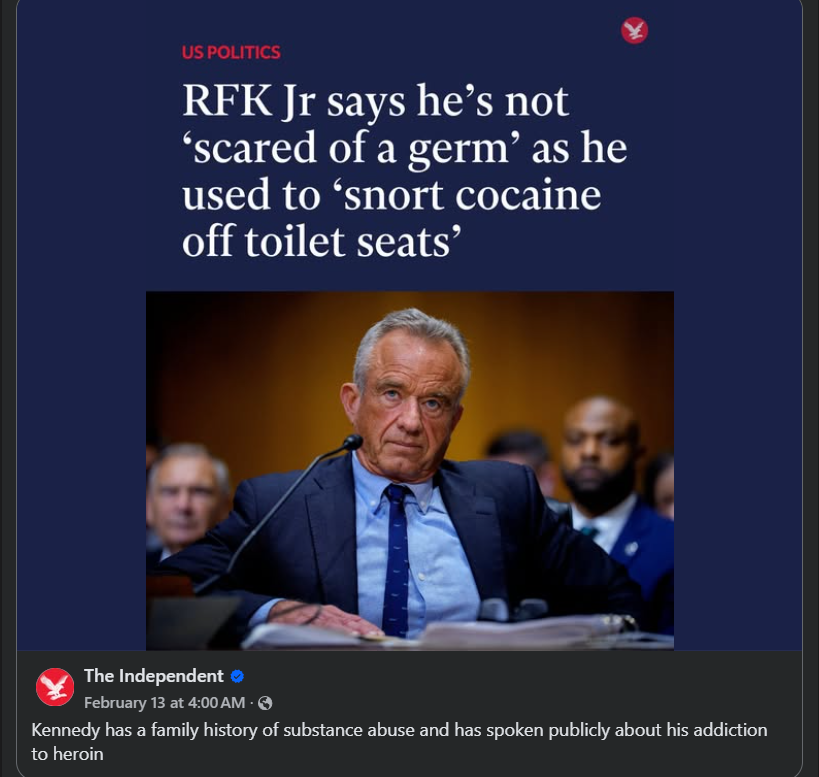 US POLITICS
RFK Jr says he’s not
‘scared of a germ’ as he
used to ‘snort cocaine
off toilet seats’
The Independent
February 13 at 4:00 AM ·
Kennedy has a family history of substance abuse and has spoken publicly about his addiction
to heroin